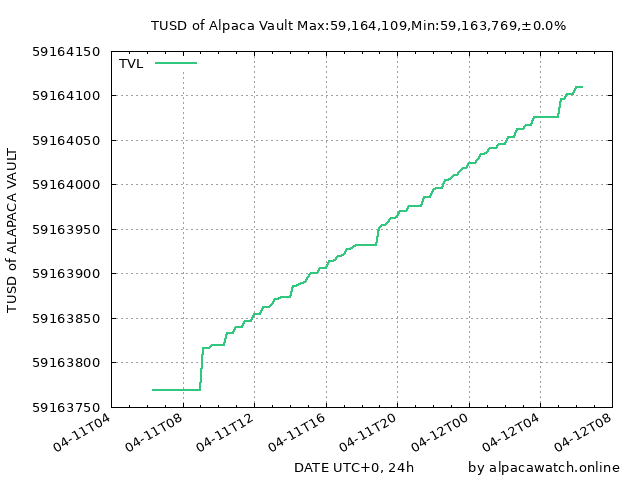 TUSD of Alpaca Vault Max:59,164,109,Min:59,163,769,±0.0%
TVL
59164150
59164100
59164050
59164000
59163950
59163900
59163850
59163800
59163750
TUSD of ALAPACA VAULT
04-11T04
04-11T08
04-11T12
04-11T16
04-11T20
04-12T00
04-12T04
04-12T08
DATE UTC+0, 24h
by alpacawatch.online